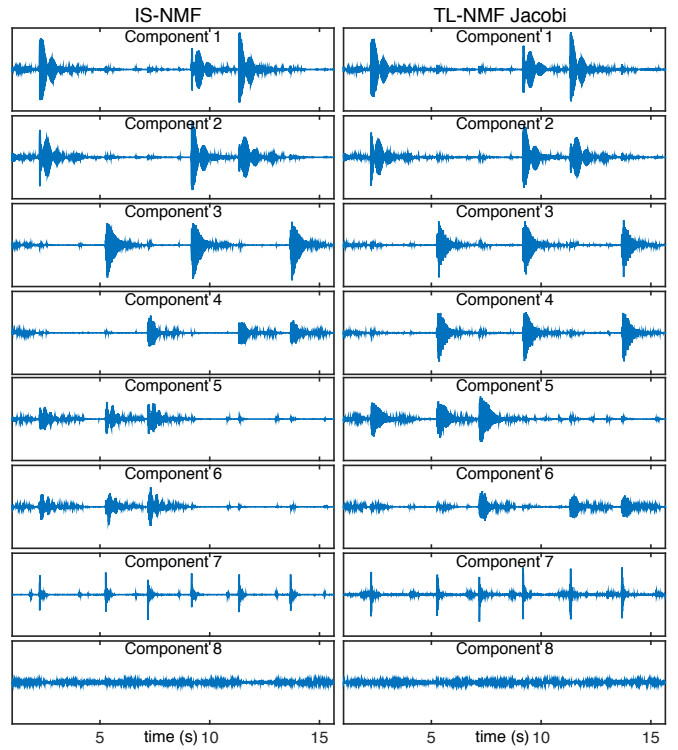 IS-NMF
Component 1
Component 2
Component 3
Component 4
Component 5
Component 6
Component 7
Component 8
5 time (s) 10 15
TL-NMF Jacobi
Component 1
Component 2
Component 3
Component 4
Component 5
Component 6
Component 7
Component 8
5 time (s) 10 15